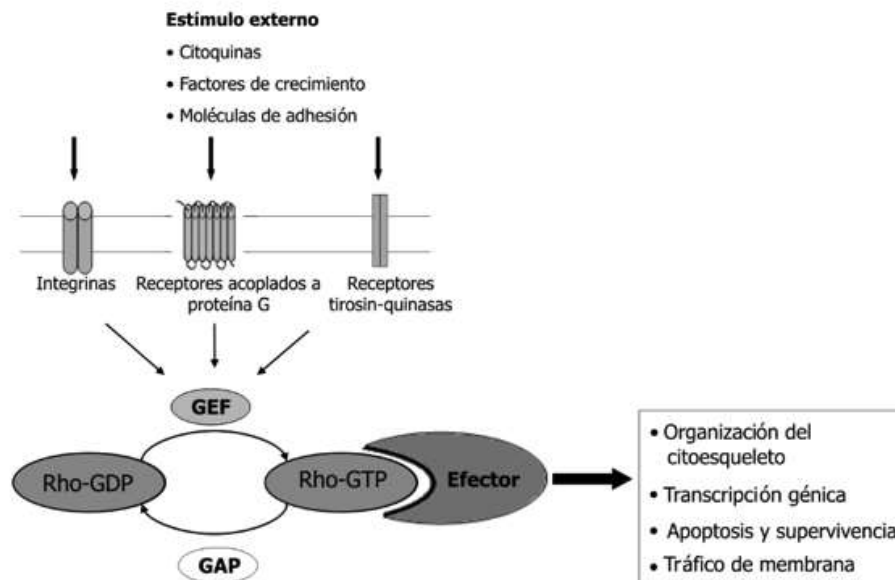 Estímulo externo
• Citoquinas
• Factores de crecimiento
• Moléculas de adhesión
Integrinas
Receptores acoplados a
proteína G
Receptores
tirosin-quinasas
GEF
Rho-GDP
Rho-GTP
Efector
GAP
• Organización del
citoesqueleto
• Transcripción génica
• Apoptosis y supervivencia
• Tráfico de membrana